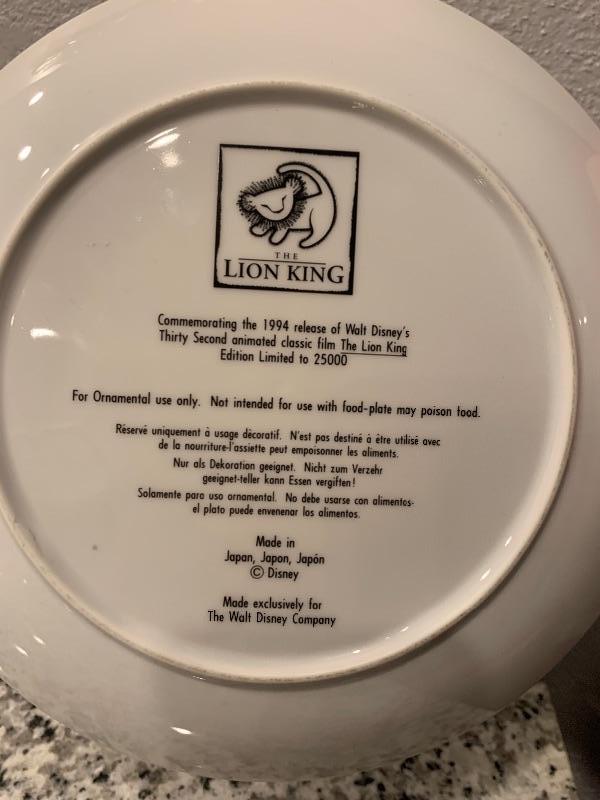 THE
LION KING
Commemorating the 1994 release of Walt Disney's
Thirty Second animated classic film The Lion King
Edition Limited to 25000
For Ornamental use only. Not intended for use with food-plate may poison food.
Réservé uniquement à usage dècoratif. N'est pas destiné à être utilisé avec
de la nourriture-l'assiette peut empoisonner les aliments.
Nur als Dekoration geeignet. Nicht zum Verzehr
geeignet-teller kann Essen vergiften!
Solamente para uso ornamental. No debe usarse con alimentos-
el plato puede envenenar los alimentos.
Made in
Japan, Japon, Japón
© Disney
Made exclusively for
The Walt Disney Company